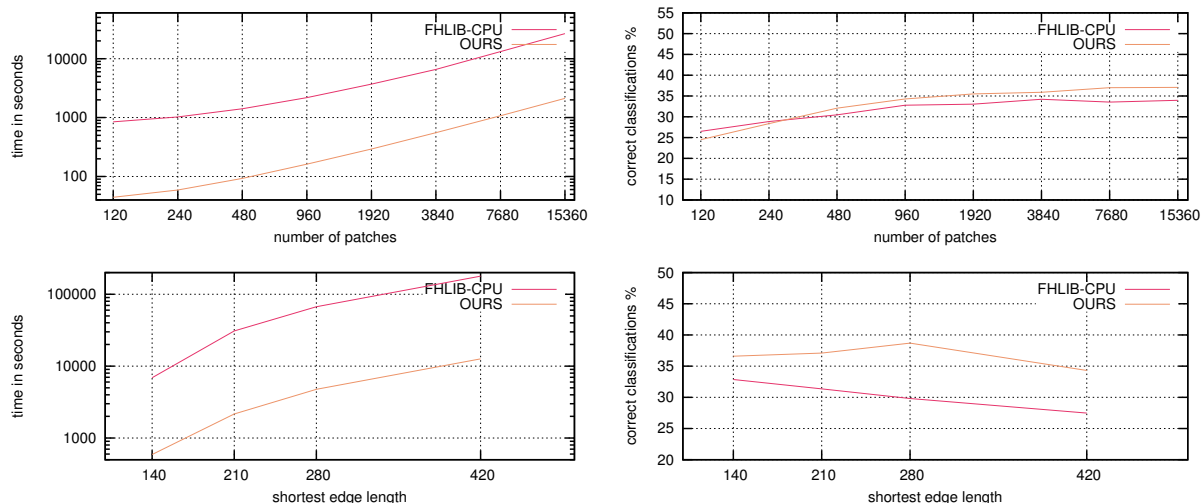 time in seconds
10000
1000
100
FHLIB-CPU
OURS
120 240 480 960 1920 3840 7680 15360
number of patches
correct classifications %
55
50
45
40
35
30
25
20
15
10
FHLIB-CPU
OURS
120 240 480 960 1920 3840 7680 15360
number of patches
time in seconds
100000
10000
1000
FHLIB-CPU
OURS
140 210 280 420
shortest edge length
correct classifications %
50
45
40
35
30
25
20
FHLIB-CPU
OURS
140 210 280 420
shortest edge length